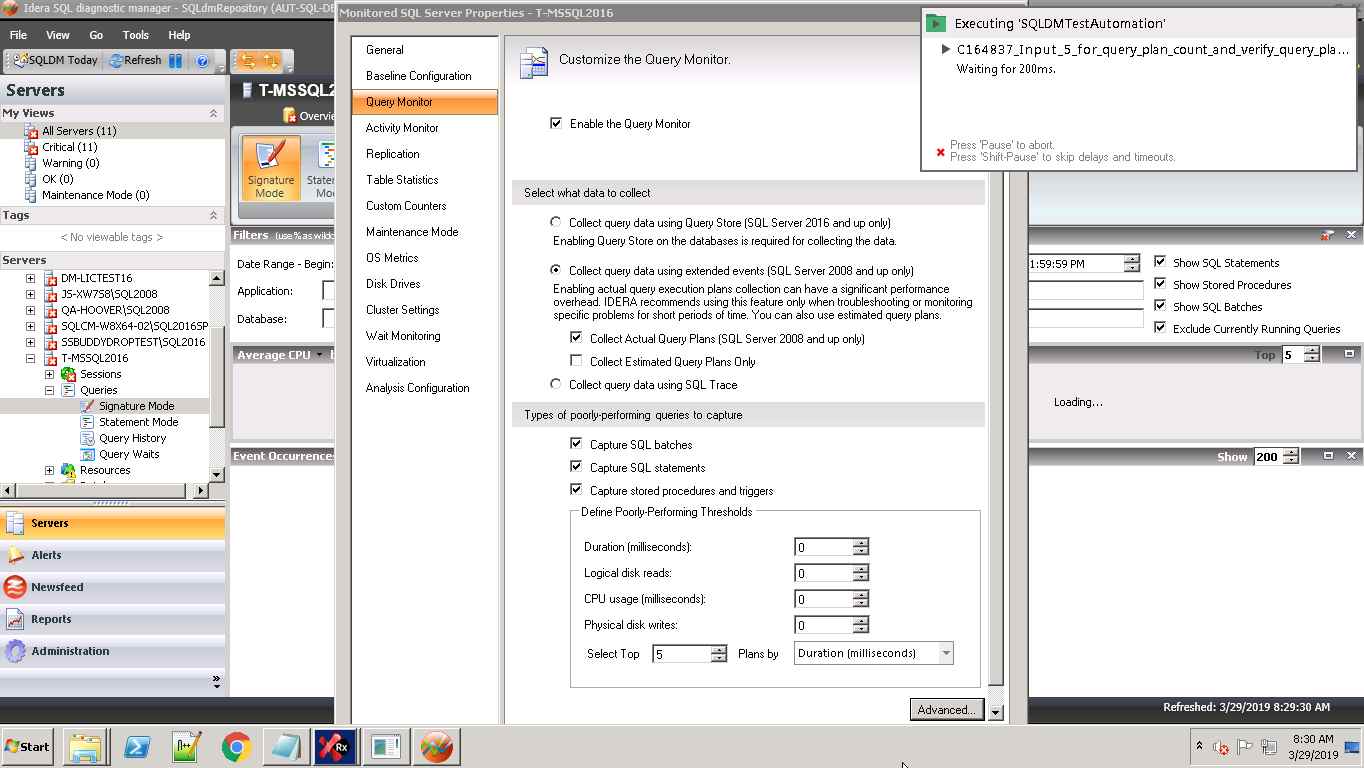 Idera SQL diagnostic manager - SQLdmRepository (AUT-SQL-DB
File View Go Tools Help
SQLDM Today Refresh
Servers
My Views
All Servers (11)
Critical (11)
Warning (0)
OK (0)
Maintenance Mode (0)
Tags
< No viewable tags >
Servers
DM-LICTEST16
JS-XW7S8\SQL2008
QA-HOOVER\SQL2008
SQLCM-W8X64-02\SQL2016SP
SSBUDDYDROPTEST\SQL2016
T-MSSQL2016
Sessions
Queries
Signature Mode
Statement Mode
Query History
Query Waits
Resources
Servers
Alerts
Newsfeed
Reports
Administration
T-MSSQL2
Overvie
Signature
Mode
Statem
Mo
Filters (use % as wildc
Date Range - Begin:
Application:
Database:
Average CPU
Event Occurrence
Monitored SQL Server Properties - T-MSSQL2016
General
Baseline Configuration
Query Monitor
Activity Monitor
Replication
Table Statistics
Custom Counters
Maintenance Mode
OS Metrics
Disk Drives
Cluster Settings
Wait Monitoring
Virtualization
Analysis Configuration
Customize the Query Monitor.
Enable the Query Monitor
Select what data to collect
Collect query data using Query Store (SQL Server 2016 and up only)
Enabling Query Store on the databases is required for collecting the data.
Collect query data using extended events (SQL Server 2008 and up only)
Enabling actual query execution plans collection can have a significant performance
overhead. IDERA recommends using this feature only when troubleshooting or monitoring
specific problems for short periods of time. You can also use estimated query plans.
Collect Actual Query Plans (SQL Server 2008 and up only)
Collect Estimated Query Plans Only
Collect query data using SQL Trace
Types of poorly-performing queries to capture
Capture SQL batches
Capture SQL statements
Capture stored procedures and triggers
Define Poorly-Performing Thresholds
Duration (milliseconds): 0
Logical disk reads: 0
CPU usage (milliseconds): 0
Physical disk writes: 0
Select Top 5 Plans by Duration (milliseconds)
Advanced...
Executing 'SQLDMTestAutomation'
C164837_Input_5_for_query_plan_count_and_verify_query_pla...
Waiting for 200ms.
Press 'Pause' to abort.
Press 'Shift-Pause' to skip delays and timeouts.
1:59:59 PM
Show SQL Statements
Show Stored Procedures
Show SQL Batches
Exclude Currently Running Queries
Top 5
Loading...
Show 200
Refreshed: 3/29/2019 8:29:30 AM
Start
8:30 AM
3/29/2019